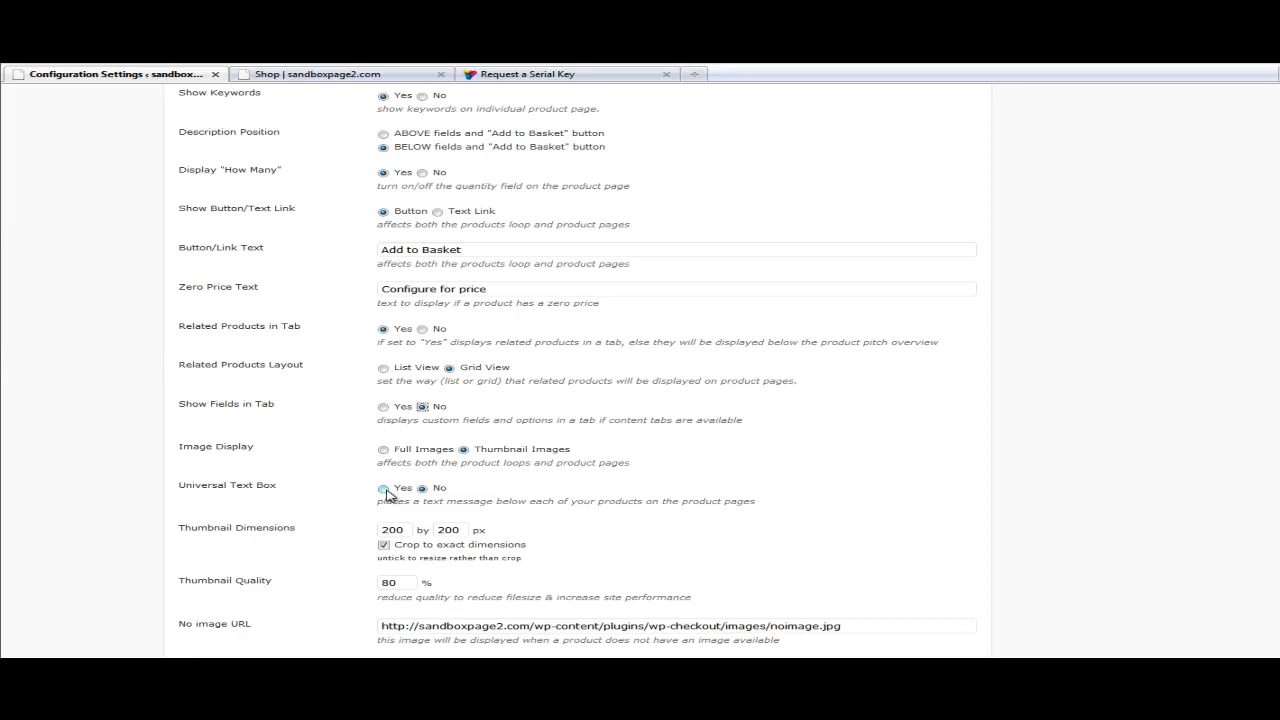 Configuration Settings ‹ sandbox...
Shop | sandboxpage2.com
Request a Serial Key
Show Keywords
Yes No
show keywords on individual product page.
Description Position
ABOVE fields and "Add to Basket" button
BELOW fields and "Add to Basket" button
Display "How Many"
Yes No
turn on/off the quantity field on the product page
Show Button/Text Link
Button Text Link
affects both the products loop and product pages
Button/Link Text
Add to Basket
affects both the products loop and product pages
Zero Price Text
Configure for price
text to display if a product has a zero price
Related Products in Tab
Yes No
if set to "Yes" displays related products in a tab, else they will be displayed below the product pitch overview
Related Products Layout
List View Grid View
set the way (list or grid) that related products will be displayed on product pages.
Show Fields in Tab
Yes No
displays custom fields and options in a tab if content tabs are available
Image Display
Full Images Thumbnail Images
affects both the product loops and product pages
Universal Text Box
Yes No
places a text message below each of your products on the product pages
Thumbnail Dimensions
200 by 200 px
Crop to exact dimensions
untick to resize rather than crop
Thumbnail Quality
80 %
reduce quality to reduce filesize & increase site performance
No image URL
http://sandboxpage2.com/wp-content/plugins/wp-checkout/images/noimage.jpg
this image will be displayed when a product does not have an image available